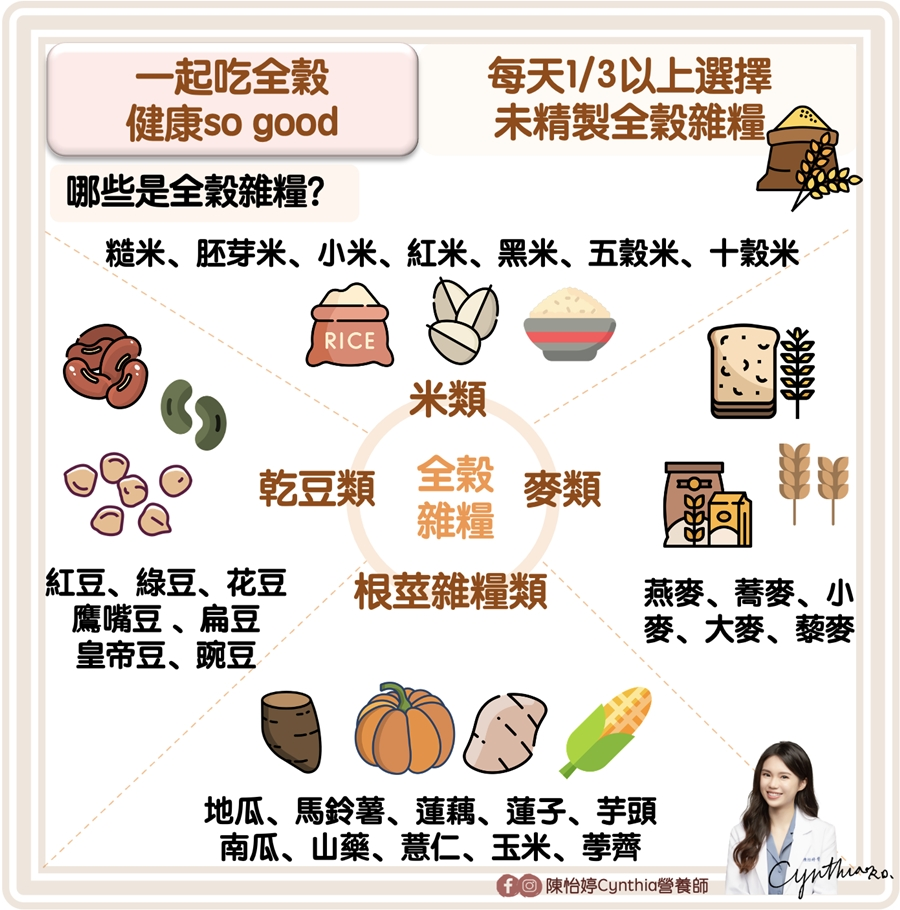 一起吃全穀
健康so good
每天1/3以上選擇
未精製全穀雜糧
哪些是全穀雜糧?
糙米、胚芽米、小米、紅米、黑米、五穀米、十穀米
RICE
米類
乾豆類
全穀
雜糧
麥類
根莖雜糧類
紅豆、綠豆、花豆
鷹嘴豆、扁豆
皇帝豆、豌豆
燕麥、蕎麥、小
麥、大麥、藜麥
地瓜、馬鈴薯、蓮藕、蓮子、芋頭
南瓜、山藥、薏仁、玉米、荸薺
陳怡婷Cynthia營養師
Cynthia RD.